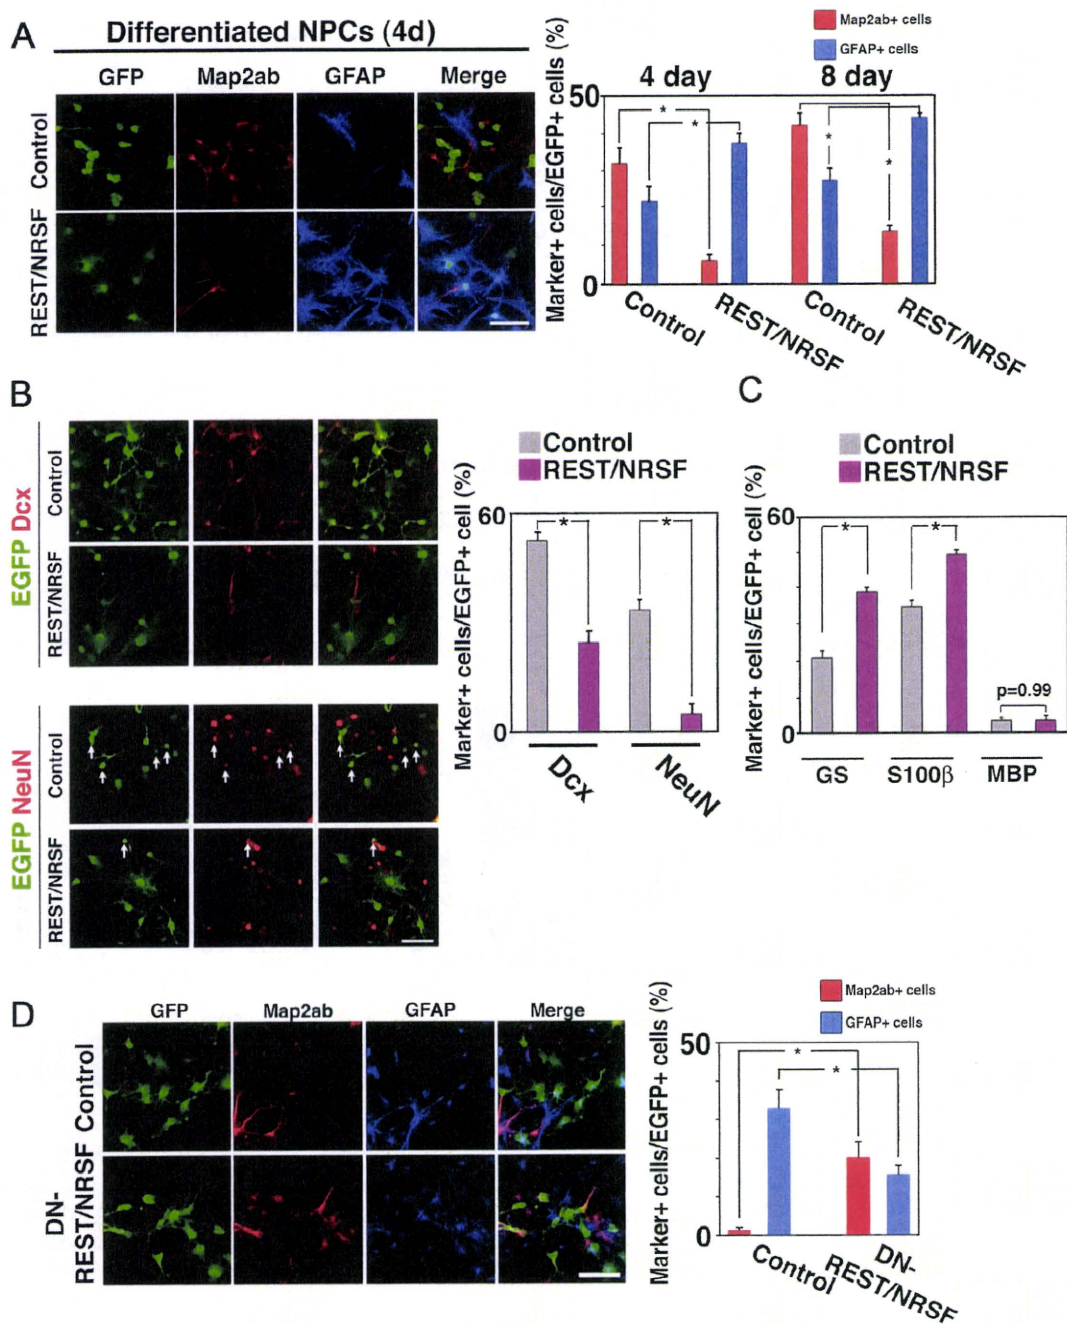 A
Differentiated NPCs (4d)
GFP Map2ab GFAP Merge
Control
REST/NRSF
Map2ab+ cells
GFAP+ cells
4 day 8 day
Marker+ cells/EGFP+ cells (%)
50
0
* * * *
Control REST/NRSF Control REST/NRSF
B
EGFP Dcx
Control
REST/NRSF
EGFP NeuN
Control
REST/NRSF
Control
REST/NRSF
Marker+ cells/EGFP+ cell (%)
60
0
* *
Dcx NeuN
C
Control
REST/NRSF
Marker+ cells/EGFP+ cell (%)
60
0
* *
p=0.99
GS S100β MBP
D
GFP Map2ab GFAP Merge
Control
DN-
REST/NRSF
Map2ab+ cells
GFAP+ cells
Marker+ cells/EGFP+ cells (%)
50
0
*
*
Control DN-
REST/NRSF